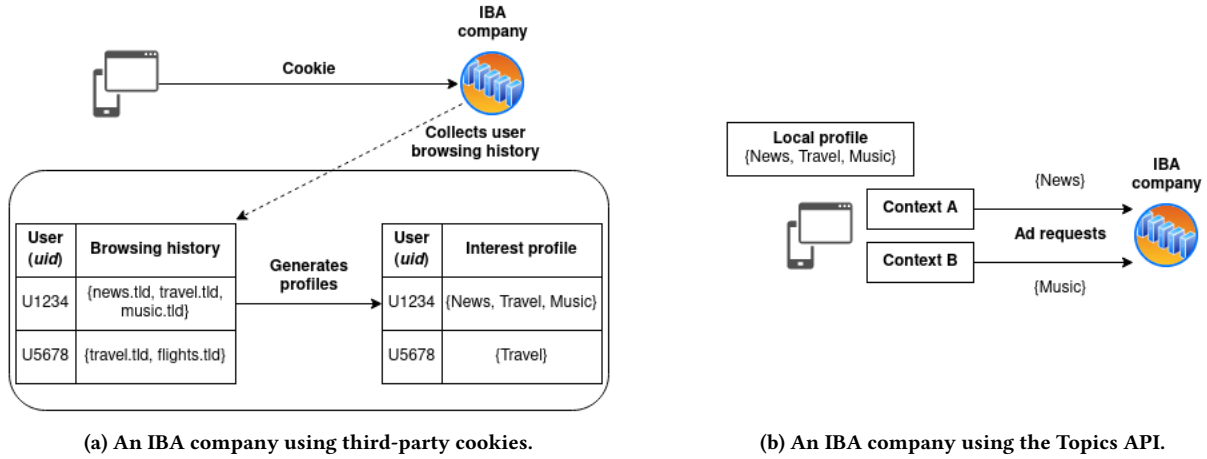 IBA
company
Cookie
Collects user
browsing history
User
(uid)
Browsing history
U1234
{news.tld, travel.tld,
music.tld}
U5678
{travel.tld, flights.tld}
Generates
profiles
User
(uid)
Interest profile
U1234
{News, Travel, Music}
U5678
{Travel}
(a) An IBA company using third-party cookies.
Local profile
{News, Travel, Music}
Context A
Context B
{News}
Ad requests
{Music}
IBA
company
(b) An IBA company using the Topics API.